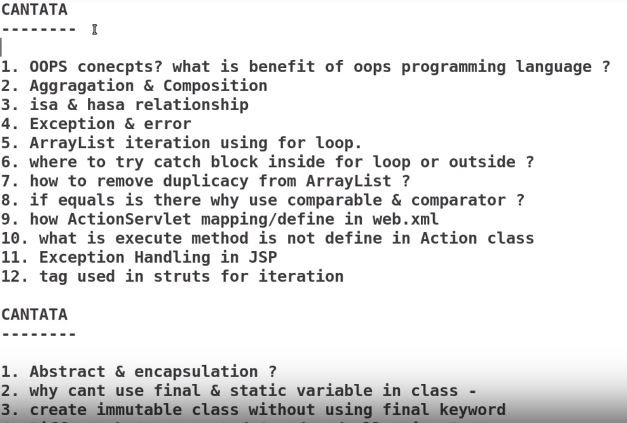 CANTATA
--------
1. OOPS conecpts? what is benefit of oops programming language ?
2. Aggragation & Composition
3. isa & hasa relationship
4. Exception & error
5. ArrayList iteration using for loop.
6. where to try catch block inside for loop or outside ?
7. how to remove duplicacy from ArrayList ?
8. if equals is there why use comparable & comparator ?
9. how ActionServlet mapping/define in web.xml
10. what is execute method is not define in Action class
11. Exception Handling in JSP
12. tag used in struts for iteration
CANTATA
--------
1. Abstract & encapsulation ?
2. why cant use final & static variable in class -
3. create immutable class without using final keyword